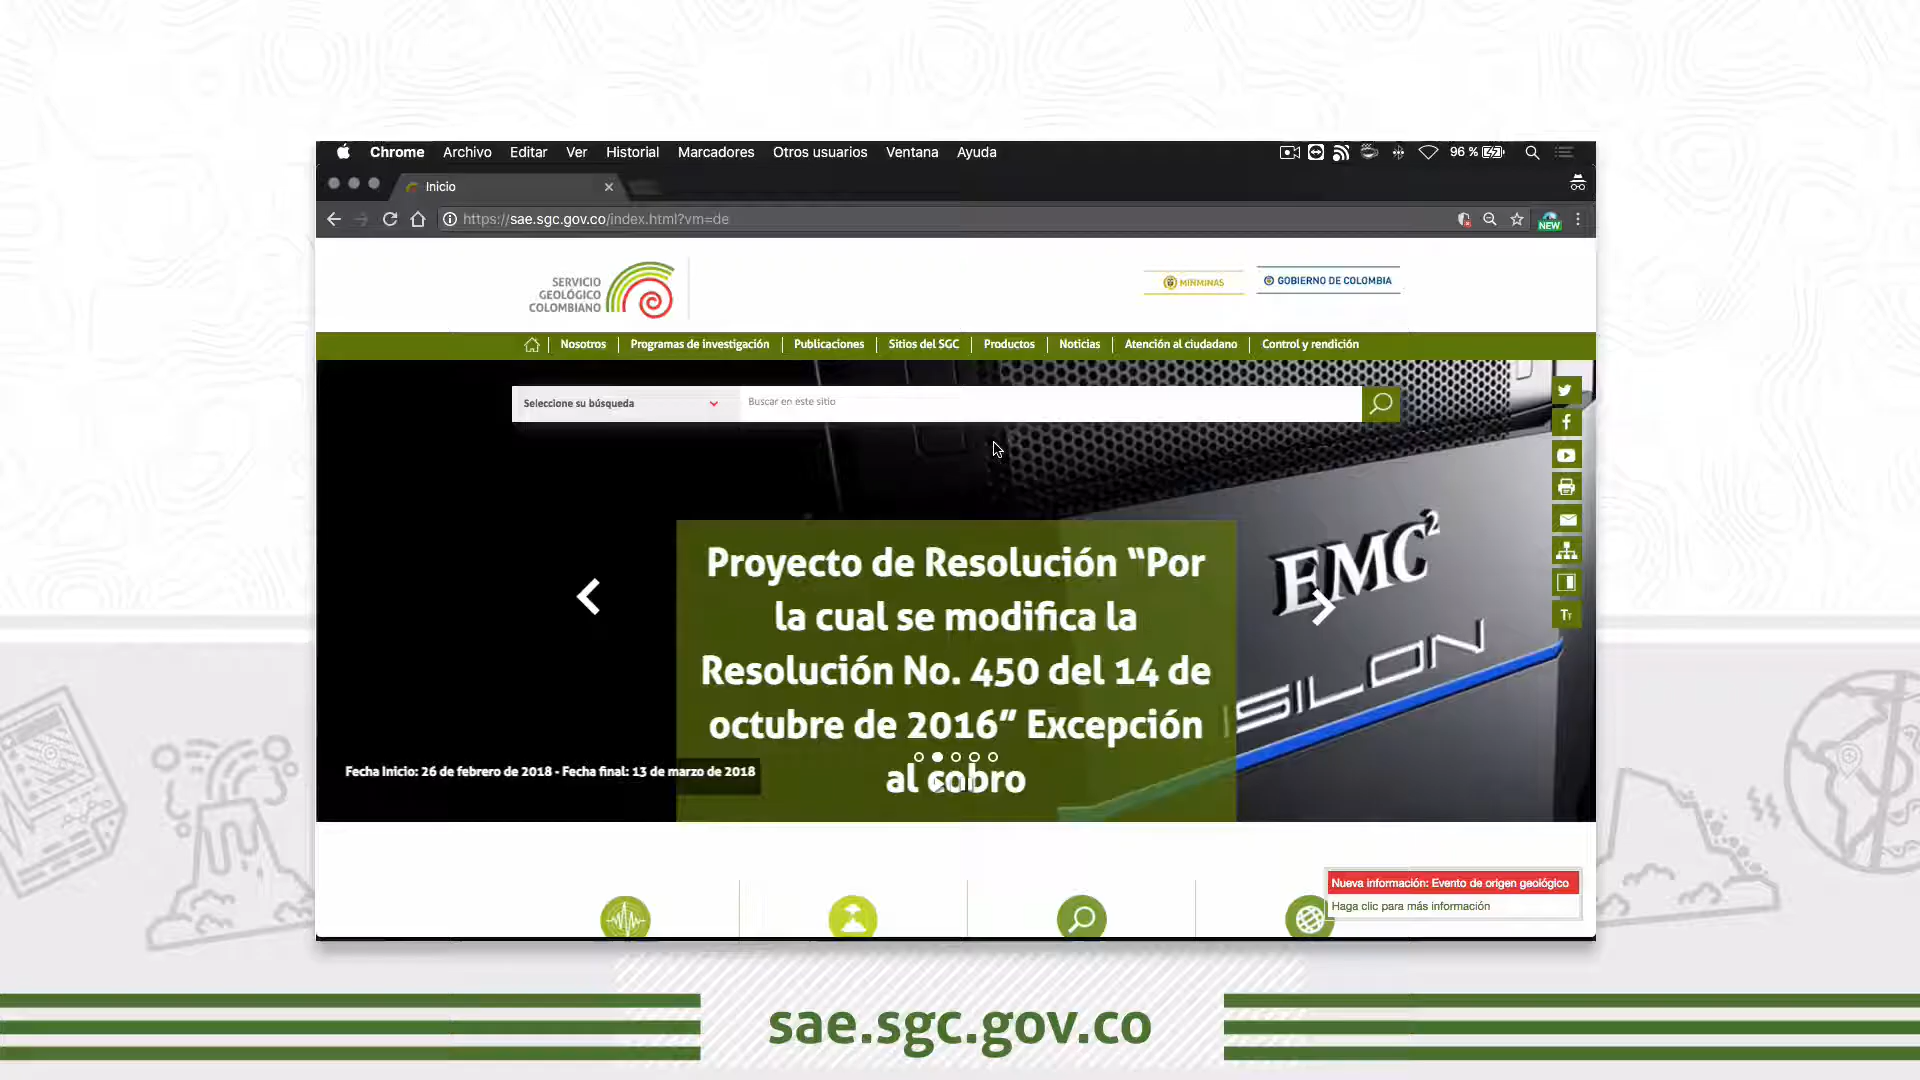 Chrome Archivo Editar Ver Historial Marcadores Otros usuarios Ventana Ayuda 96 %
Inicio
https://sae.sgc.gov.co/index.html?vm=de
NEW
SERVICIO
GEOLÓGICO
COLOMBIANO
MINMINAS
GOBIERNO DE COLOMBIA
Nosotros Programas de investigación Publicaciones Sitios del SGC Productos Noticias Atención al ciudadano Control y rendición
Seleccione su búsqueda Buscar en este sitio
EMC²
ISILON
Proyecto de Resolución “Por
la cual se modifica la
Resolución No. 450 del 14 de
octubre de 2016” Excepción
al cobro
Fecha Inicio: 26 de febrero de 2018 - Fecha final: 13 de marzo de 2018
TT
Nueva información: Evento de origen geológico
Haga clic para más información
sae.sgc.gov.co